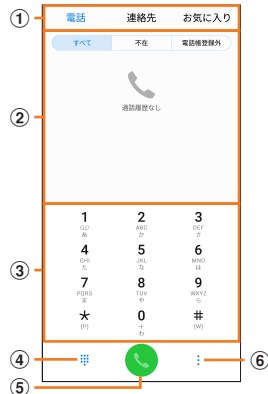 ① 電話 連絡先 お気に入り
すべて 不在 電話帳登録外
②
通話履歴なし
③
1 2 3
ABC DEF
あ か さ
4 5 6
GHI JKL MNO
た な は
7 8 9
PQRS TUV WXYZ
ま や ら
* 0 #
(P) + (W)
わ
④ ⑥
⑤